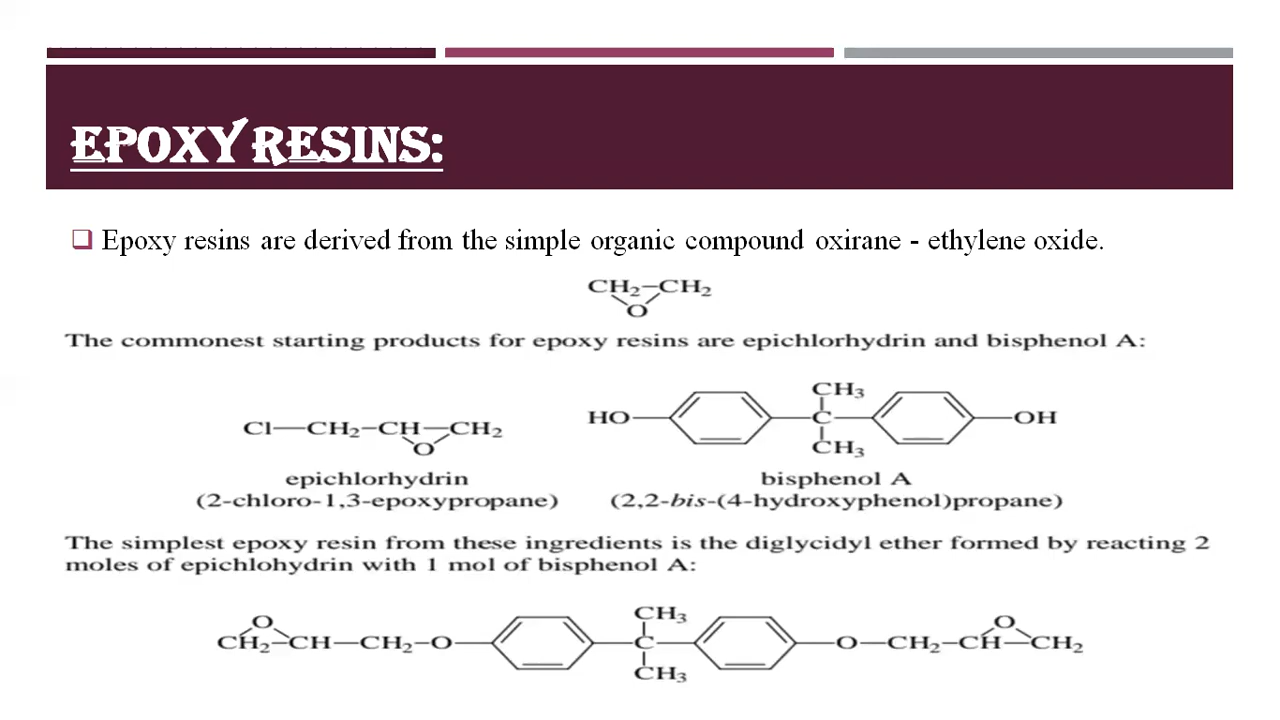 EPOXY RESINS:
Epoxy resins are derived from the simple organic compound oxirane - ethylene oxide.
CH2—CH2
O
The commonest starting products for epoxy resins are epichlorhydrin and bisphenol A:
CH3
HO—C—OH
Cl—CH2—CH—CH2
O
CH3
epichlorhydrin bisphenol A
(2-chloro-1,3-epoxypropane) (2,2-bis-(4-hydroxyphenol)propane)
The simplest epoxy resin from these ingredients is the diglycidyl ether formed by reacting 2
moles of epichlohydrin with 1 mol of bisphenol A:
O CH3 O
CH2—CH—CH2—O—C—O—CH2—CH—CH2
CH3